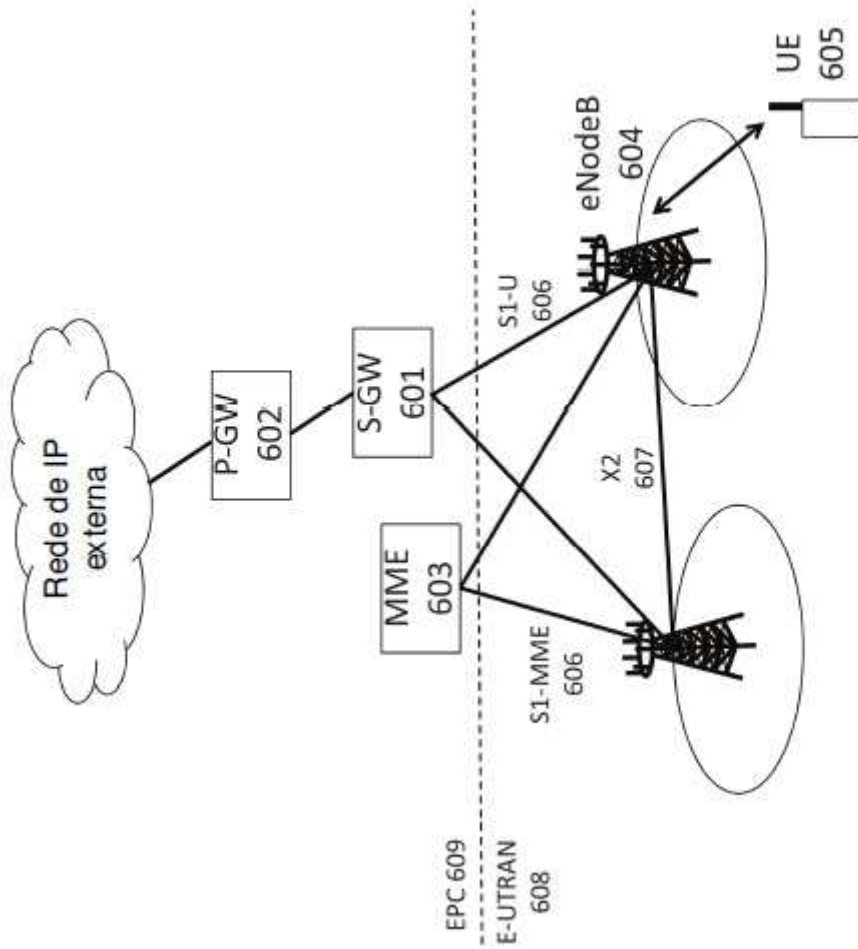 Rede de IP
externa
P-GW
602
S-GW
601
MME
603
EPC 609
E-UTRAN
608
S1-MME
606
S1-U
606
X2
607
eNodeB
604
UE
605